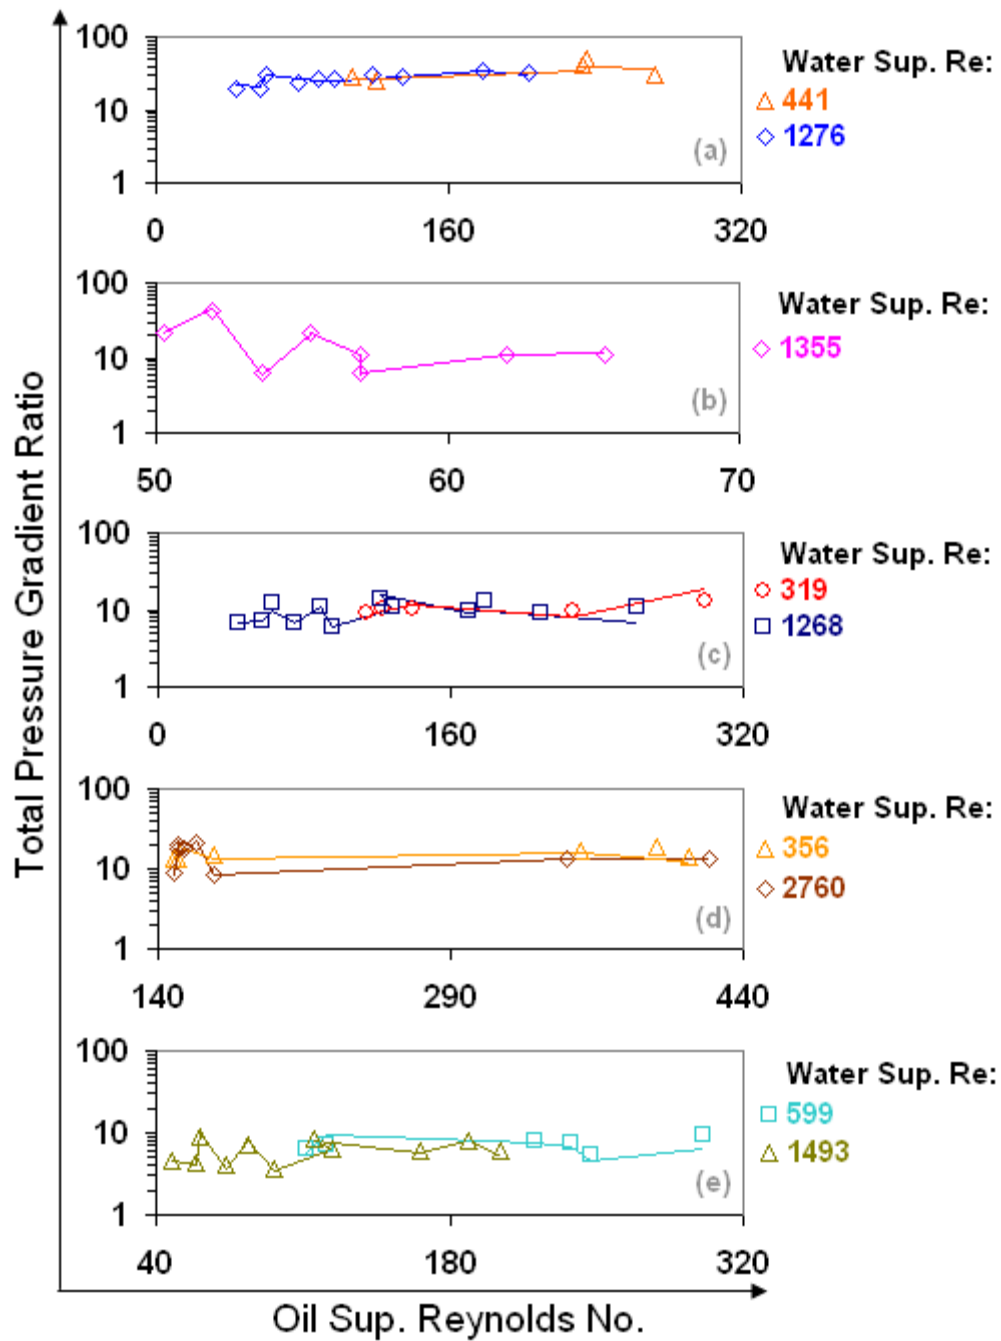 Total Pressure Gradient Ratio
100
10
1
0 160 320
(a)
Water Sup. Re:
441
1276
100
10
1
50 60 70
(b)
Water Sup. Re:
1355
100
10
1
0 160 320
(c)
Water Sup. Re:
319
1268
100
10
1
140 290 440
(d)
Water Sup. Re:
356
2760
100
10
1
40 180 320
(e)
Water Sup. Re:
599
1493
Oil Sup. Reynolds No.